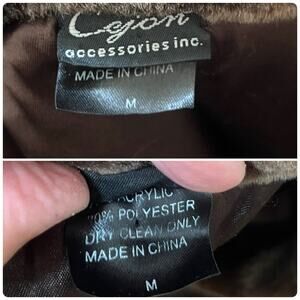 Cejon
accessories inc.
MADE IN CHINA
M
ACRYLIC
POLYESTER
DRY CLEAN ONLY
MADE IN CHINA
M